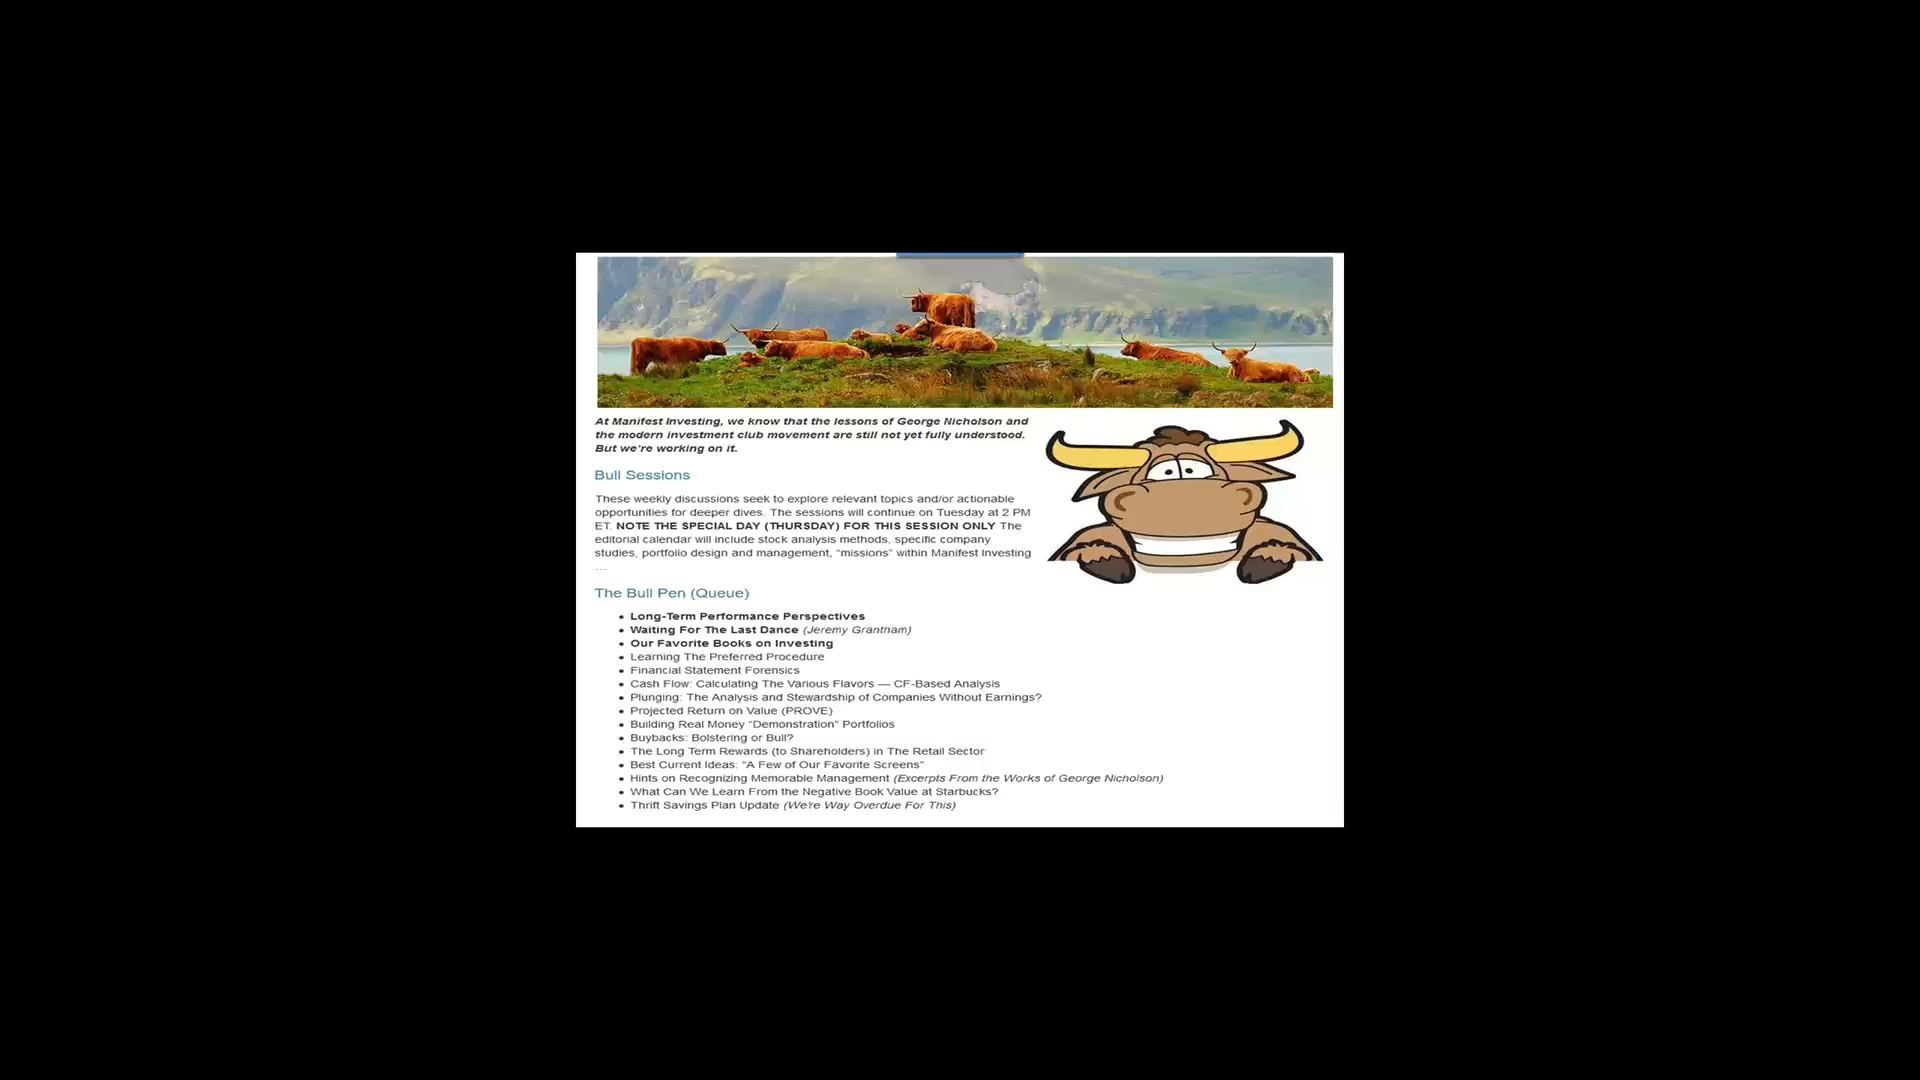 At Manifest Investing, we know that the lessons of George Nicholson and
the modern investment club movement are still not yet fully understood.
But we're working on it.
Bull Sessions
These weekly discussions seek to explore relevant topics and/or actionable
opportunities for deeper dives. The sessions will continue on Tuesday at 2 PM
ET. NOTE THE SPECIAL DAY (THURSDAY) FOR THIS SESSION ONLY The
editorial calendar will include stock analysis methods, specific company
studies, portfolio design and management, “missions” within Manifest Investing
…
The Bull Pen (Queue)
• Long-Term Performance Perspectives
• Waiting For The Last Dance (Jeremy Grantham)
• Our Favorite Books on Investing
• Learning The Preferred Procedure
• Financial Statement Forensics
• Cash Flow: Calculating The Various Flavors — CF-Based Analysis
• Plunging: The Analysis and Stewardship of Companies Without Earnings?
• Projected Return on Value (PROVE)
• Building Real Money “Demonstration” Portfolios
• Buybacks: Bolstering or Bull?
• The Long Term Rewards (to Shareholders) in The Retail Sector
• Best Current Ideas: “A Few of Our Favorite Screens”
• Hints on Recognizing Memorable Management (Excerpts From the Works of George Nicholson)
• What Can We Learn From the Negative Book Value at Starbucks?
• Thrift Savings Plan Update (We're Way Overdue For This)